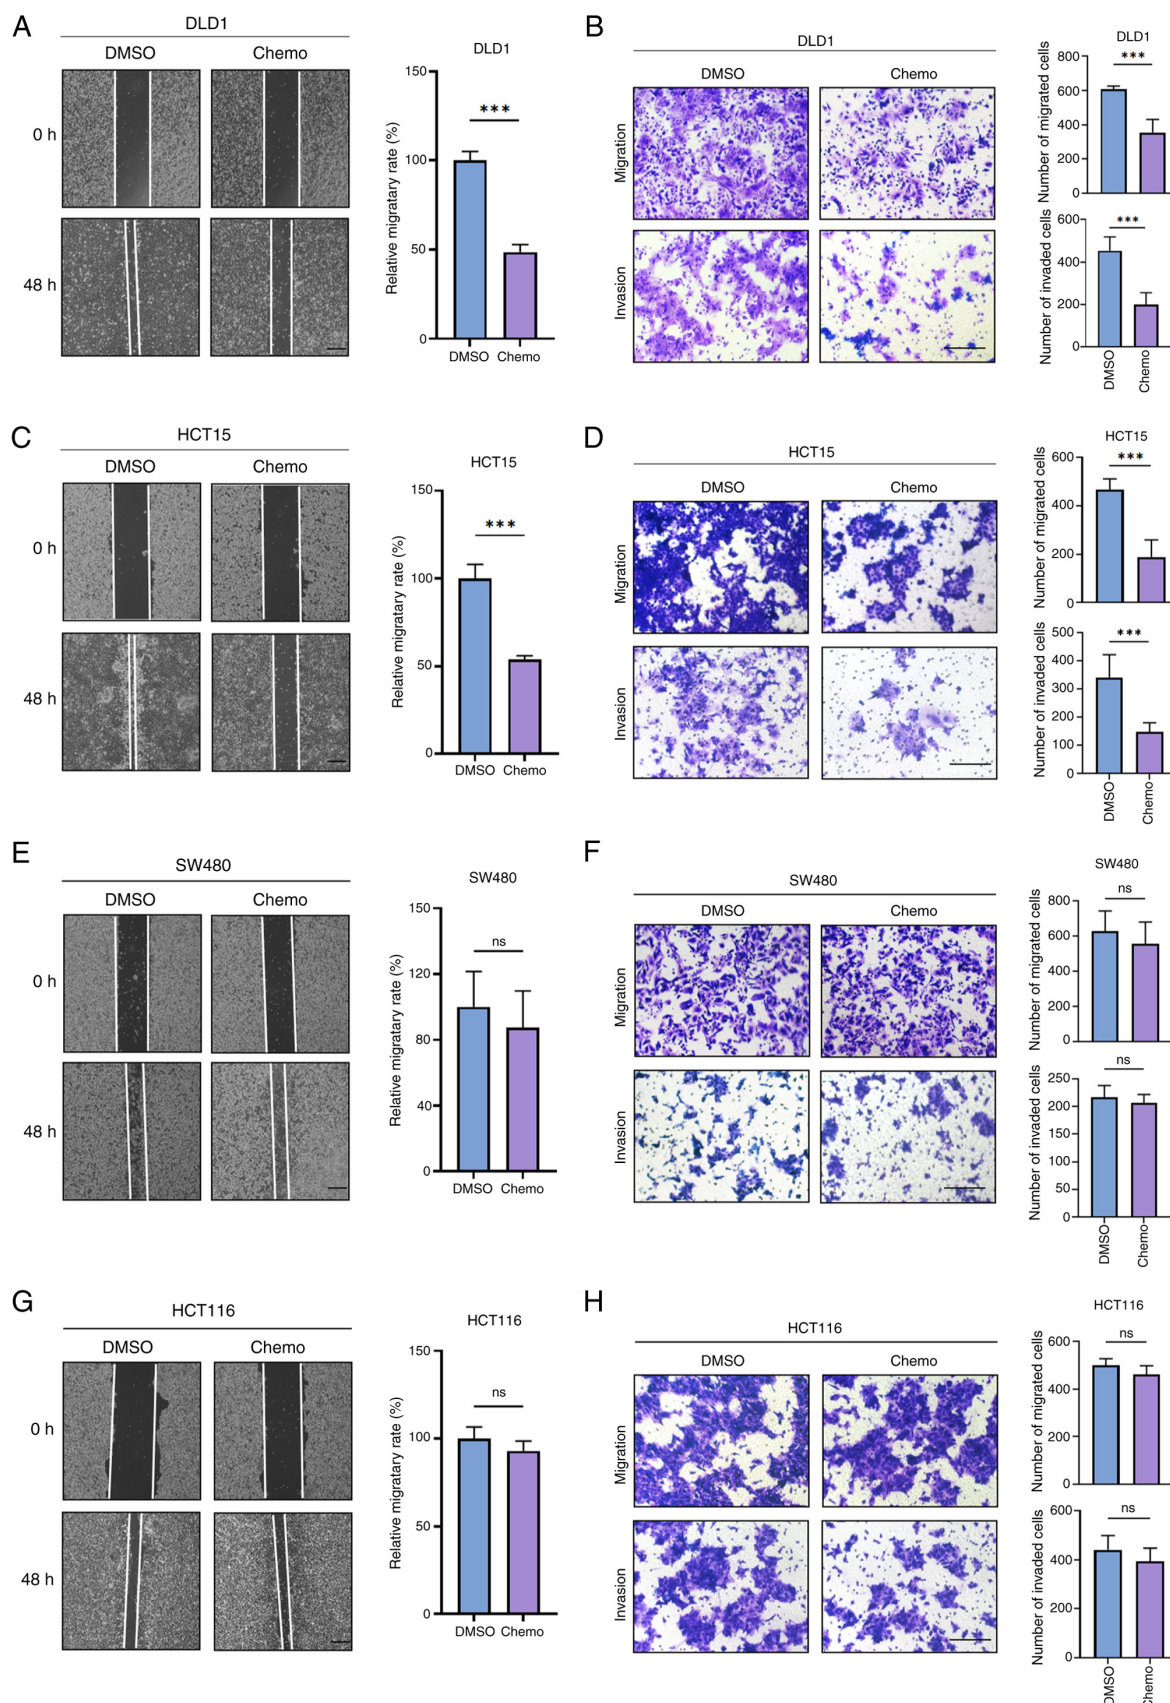 A
DLD1
DMSO
Chemo
0 h
48 h
DLD1
Relative migratary rate (%)
150
100
50
0
***
DMSO
Chemo
B
DLD1
DMSO
Chemo
Migration
Invasion
DLD1
Number of migrated cells
800
600
400
200
0
***
Number of invaded cells
600
400
200
0
***
DMSO
Chemo
C
HCT15
DMSO
Chemo
0 h
48 h
HCT15
Relative migratary rate (%)
150
100
50
0
***
DMSO
Chemo
D
HCT15
DMSO
Chemo
Migration
Invasion
HCT15
Number of migrated cells
600
400
200
0
***
Number of invaded cells
500
400
300
200
100
0
***
DMSO
Chemo
E
SW480
DMSO
Chemo
0 h
48 h
SW480
Relative migratary rate (%)
150
120
80
40
0
ns
DMSO
Chemo
F
SW480
DMSO
Chemo
Migration
Invasion
SW480
Number of migrated cells
800
600
400
200
0
ns
Number of invaded cells
250
200
150
100
50
0
ns
DMSO
Chemo
G
HCT116
DMSO
Chemo
0 h
48 h
HCT116
Relative migratary rate (%)
150
100
50
0
ns
DMSO
Chemo
H
HCT116
DMSO
Chemo
Migration
Invasion
HCT116
Number of migrated cells
600
400
200
0
ns
Number of invaded cells
600
400
200
0
ns
DMSO
Chemo